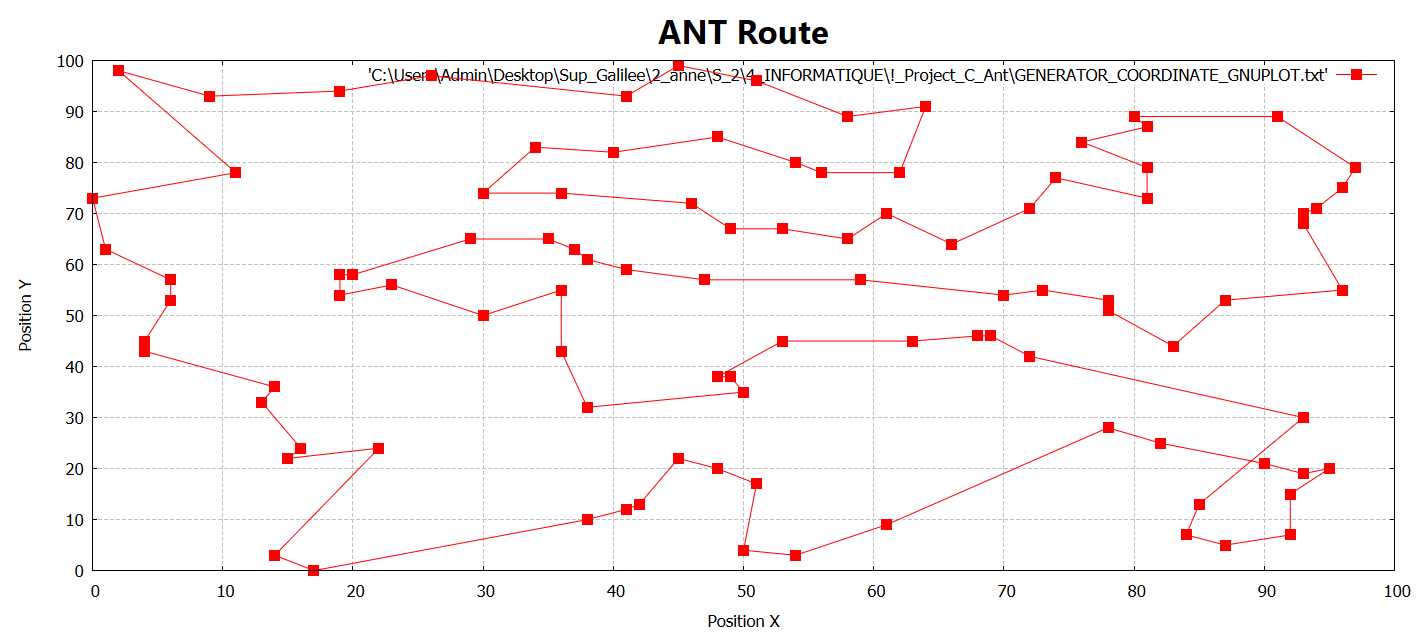 ANT Route
'C:\Users\Admin\Desktop\Sup_Galilee\2_anne\S_2\4_INFORMATIQUE\!_Project_C_Ant\GENERATOR_COORDINATE_GNUPLOT.txt'
100
90
80
70
60
50
40
30
20
10
0
Position Y
0 10 20 30 40 50 60 70 80 90 100
Position X